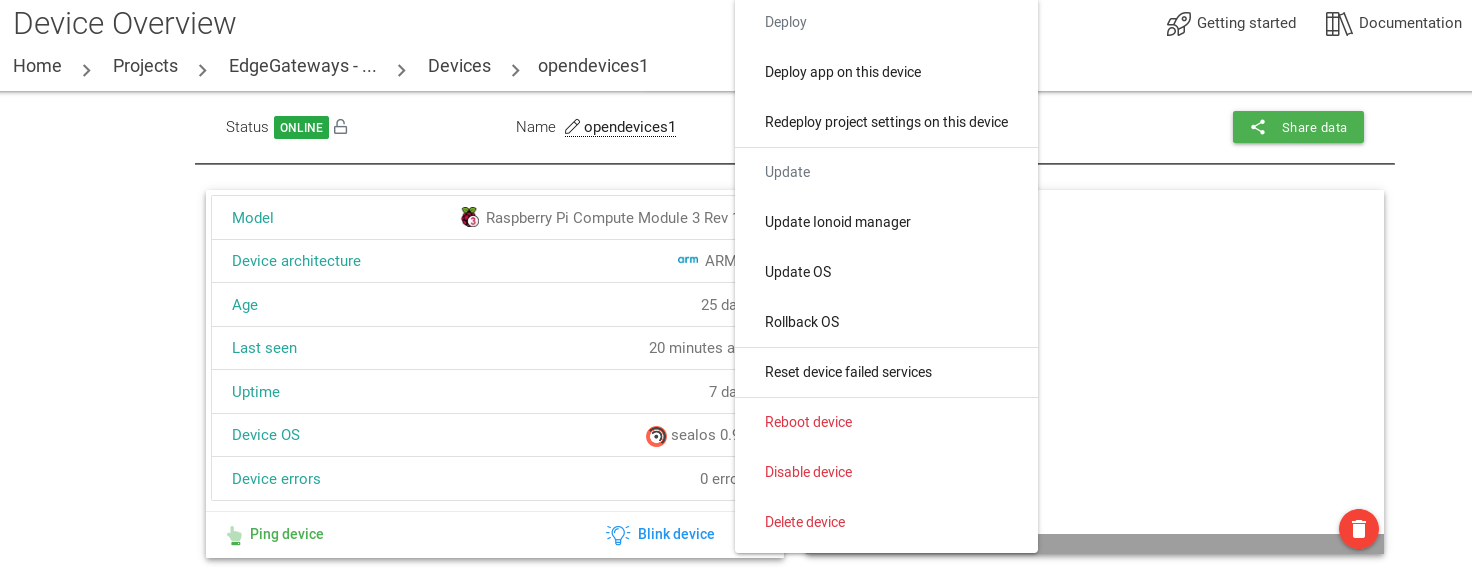 Device Overview
Getting started
Documentation
Home
Projects
EdgeGateways - ...
Devices
opendevices1
Status ONLINE
Name opendevices1
Share data
Model
Raspberry Pi Compute Module 3 Rev
Device architecture
arm ARM
Age
25 da
Last seen
20 minutes a
Uptime
7 da
Device OS
sealos 0.9
Device errors
0 erro
Ping device
Blink device
Deploy
Deploy app on this device
Redeploy project settings on this device
Update
Update Ionoid manager
Update OS
Rollback OS
Reset device failed services
Reboot device
Disable device
Delete device